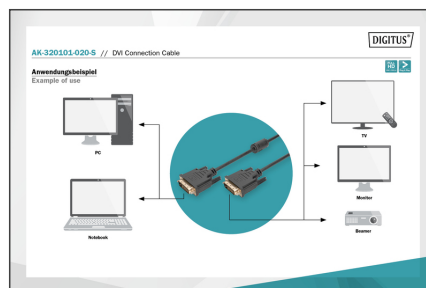 DIGITUS®
AK-320101-020-S // DVI Connection Cable
Anwendungsbeispiel
Example of use
PC
TV
Notebook
Monitor
Beamer